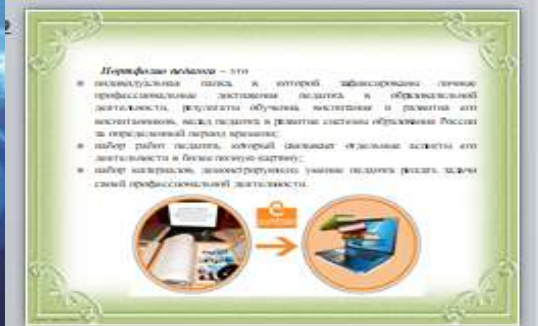 Портфолио педагога – это
индивидуальная папка, в которой зафиксированы личные
профессиональные достижения педагога в образовательной
деятельности, результаты обучения, воспитания и развития его
воспитанников, вклад педагога в развитие системы образования России
за определенный период времени;
набор работ педагога, который связывает отдельные аспекты его
деятельности в более полную картину;
набор материалов, демонстрирующих умение педагога решать задачи
своей профессиональной деятельности.